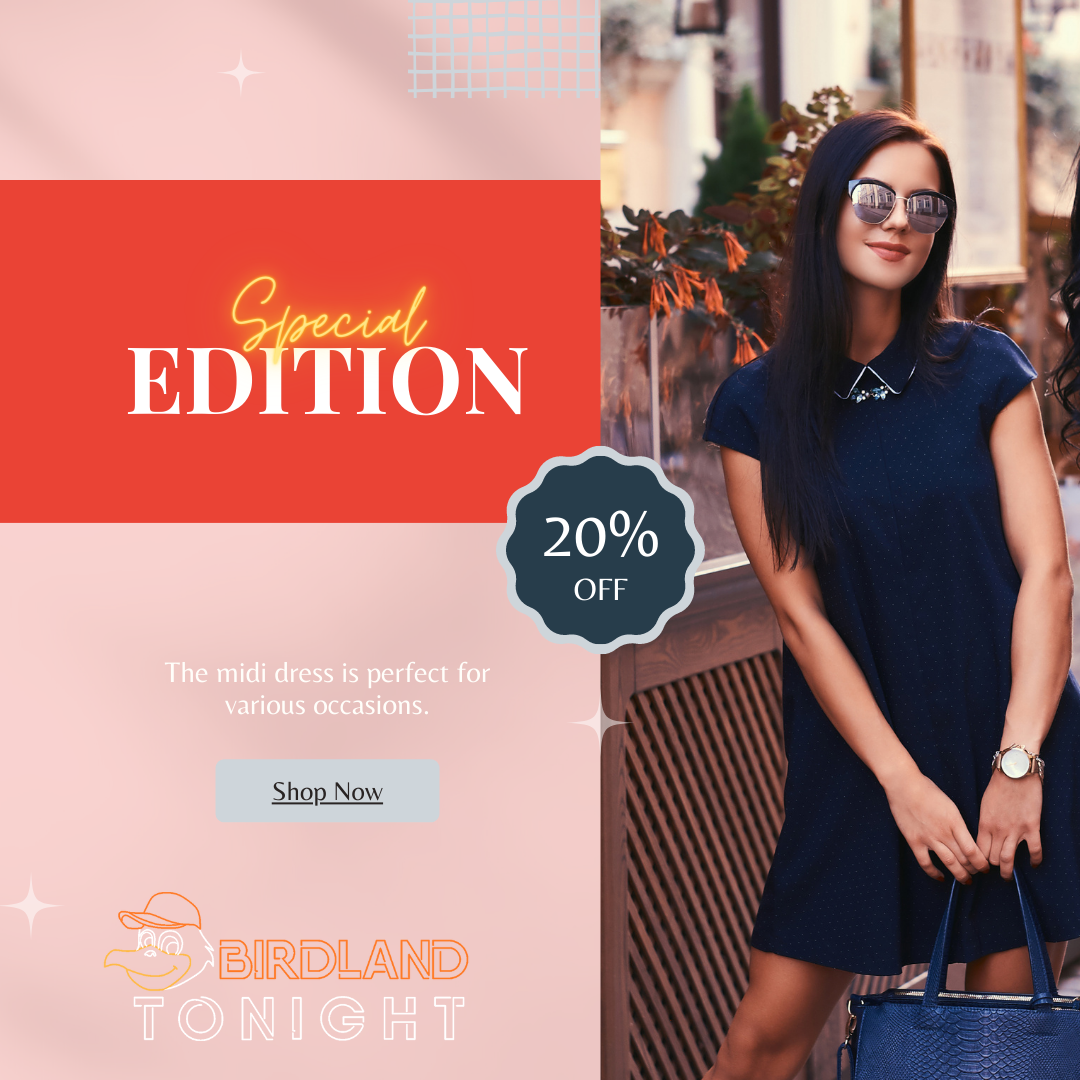 Special
EDITION
20%
OFF
The midi dress is perfect for
various occasions.
Shop Now
BIRDLAND
TONIGHT